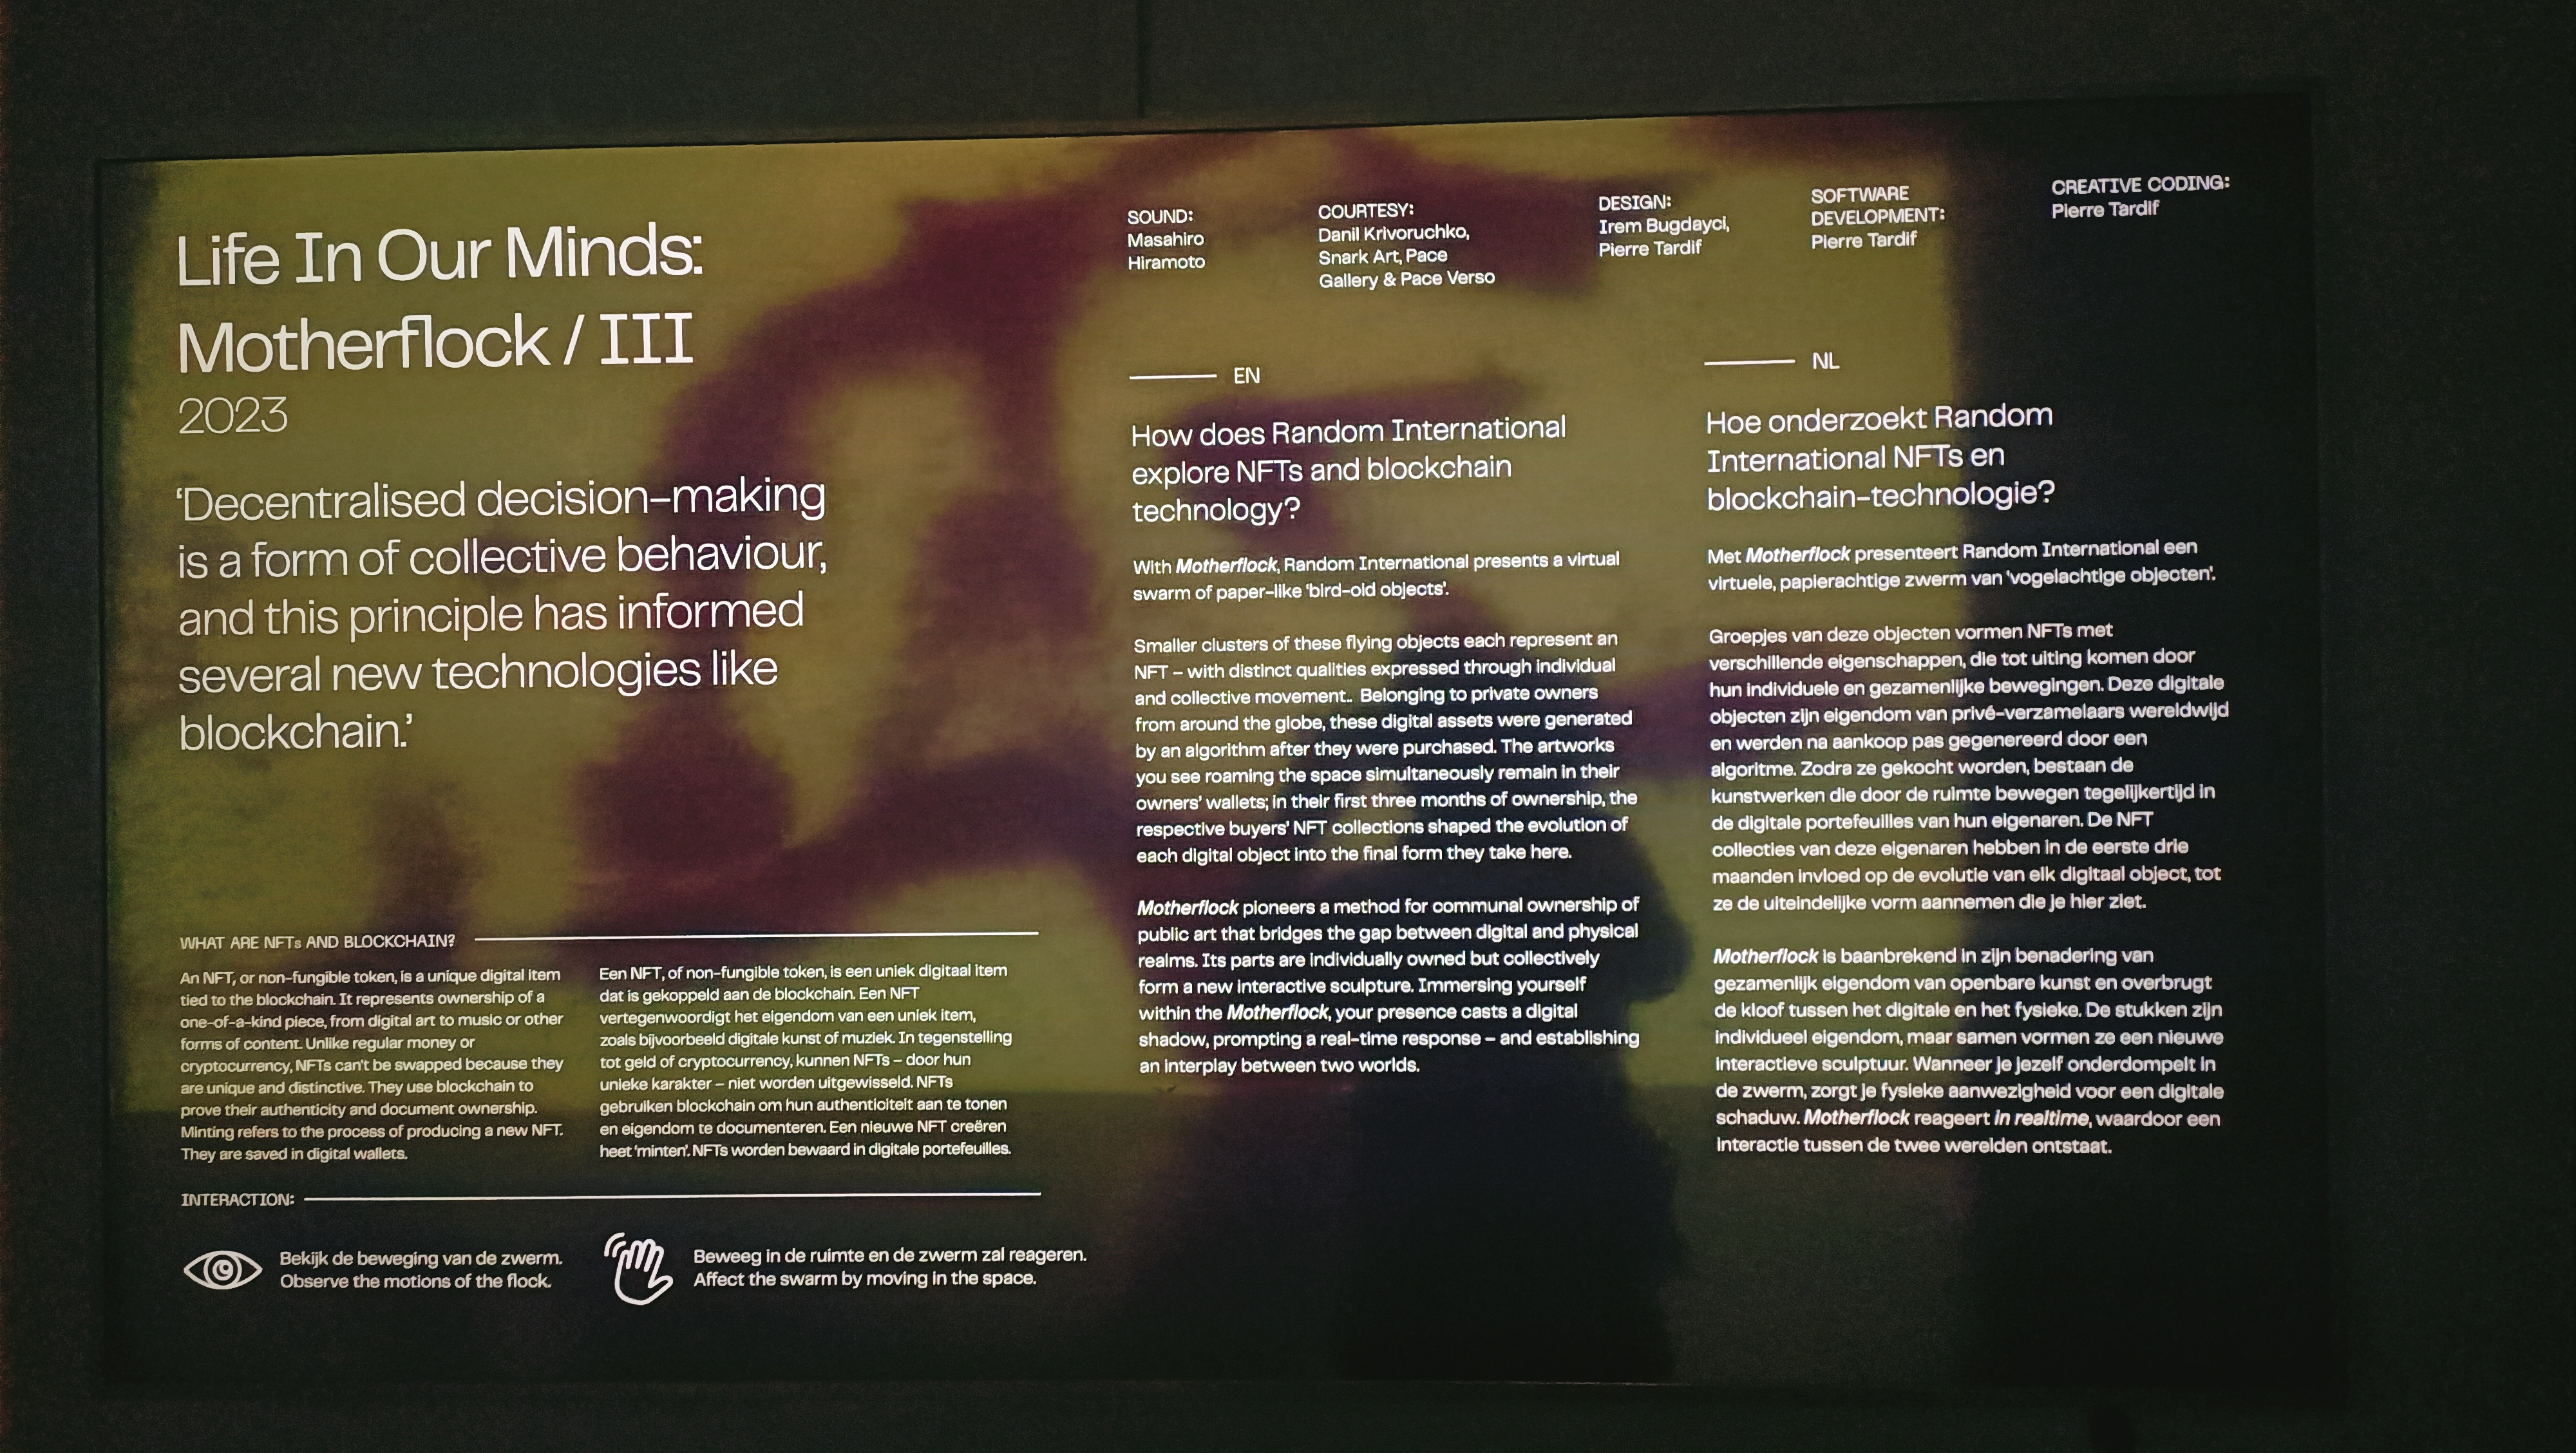 Life In Our Minds:
Motherflock / III
2023
‘Decentralised decision-making
is a form of collective behaviour,
and this principle has informed
several new technologies like
blockchain.’
WHAT ARE NFTs AND BLOCKCHAIN?
An NFT, or non-fungible token, is a unique digital item
tied to the blockchain. It represents ownership of a
one-of-a-kind piece, from digital art to music or other
forms of content. Unlike regular money or
cryptocurrency, NFTs can't be swapped because they
are unique and distinctive. They use blockchain to
prove their authenticity and document ownership.
Minting refers to the process of producing a new NFT.
They are saved in digital wallets.
Een NFT, of non-fungible token, is een uniek digitaal item
dat is gekoppeld aan de blockchain. Een NFT
vertegenwoordigt het eigendom van een uniek item,
zoals bijvoorbeeld digitale kunst of muziek. In tegenstelling
tot geld of cryptocurrency, kunnen NFTs – door hun
unieke karakter – niet worden uitgewisseld. NFTs
gebruiken blockchain om hun authenticiteit aan te tonen
en eigendom te documenteren. Een nieuwe NFT creëren
heet 'minten'. NFTs worden bewaard in digitale portefeuilles.
INTERACTION:
Bekijk de beweging van de zwerm.
Observe the motions of the flock.
Beweeg in de ruimte en de zwerm zal reageren.
Affect the swarm by moving in the space.
SOUND:
Masahiro
Hiramoto
COURTESY:
Danil Krivoruchko,
Snark Art, Pace
Gallery & Pace Verso
DESIGN:
Irem Bugdayci,
Pierre Tardif
SOFTWARE
DEVELOPMENT:
Pierre Tardif
CREATIVE CODING:
Pierre Tardif
EN
How does Random International
explore NFTs and blockchain
technology?
With Motherflock, Random International presents a virtual
swarm of paper-like 'bird-oid objects'.
Smaller clusters of these flying objects each represent an
NFT – with distinct qualities expressed through individual
and collective movement.. Belonging to private owners
from around the globe, these digital assets were generated
by an algorithm after they were purchased. The artworks
you see roaming the space simultaneously remain in their
owners' wallets; in their first three months of ownership, the
respective buyers' NFT collections shaped the evolution of
each digital object into the final form they take here.
Motherflock pioneers a method for communal ownership of
public art that bridges the gap between digital and physical
realms. Its parts are individually owned but collectively
form a new interactive sculpture. Immersing yourself
within the Motherflock, your presence casts a digital
shadow, prompting a real-time response – and establishing
an interplay between two worlds.
NL
Hoe onderzoekt Random
International NFTs en
blockchain-technologie?
Met Motherflock presenteert Random International een
virtuele, papierachtige zwerm van 'vogelachtige objecten'.
Groepjes van deze objecten vormen NFTs met
verschillende eigenschappen, die tot uiting komen door
hun individuele en gezamenlijke bewegingen. Deze digitale
objecten zijn eigendom van privé-verzamelaars wereldwijd
en werden na aankoop pas gegenereerd door een
algoritme. Zodra ze gekocht worden, bestaan de
kunstwerken die door de ruimte bewegen tegelijkertijd in
de digitale portefeuilles van hun eigenaren. De NFT
collecties van deze eigenaren hebben in de eerste drie
maanden invloed op de evolutie van elk digitaal object, tot
ze de uiteindelijke vorm aannemen die je hier ziet.
Motherflock is baanbrekend in zijn benadering van
gezamenlijk eigendom van openbare kunst en overbrugt
de kloof tussen het digitale en het fysieke. De stukken zijn
individueel eigendom, maar samen vormen ze een nieuwe
interactieve sculptuur. Wanneer je jezelf onderdompelt in
de zwerm, zorgt je fysieke aanwezigheid voor een digitale
schaduw. Motherflock reageert in realtime, waardoor een
interactie tussen de twee werelden ontstaat.